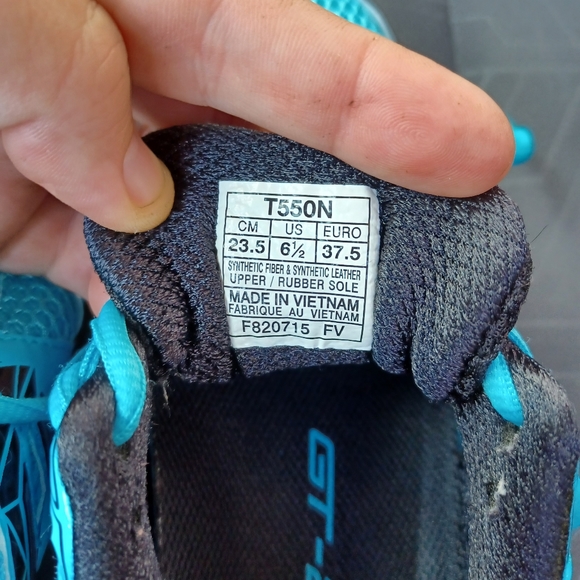 T550N
CM US EURO
23.5 6½ 37.5
SYNTHETIC FIBER & SYNTHETIC LEATHER
UPPER / RUBBER SOLE
MADE IN VIETNAM
FABRIQUE AU VIETNAM
F820715 FV
GT-